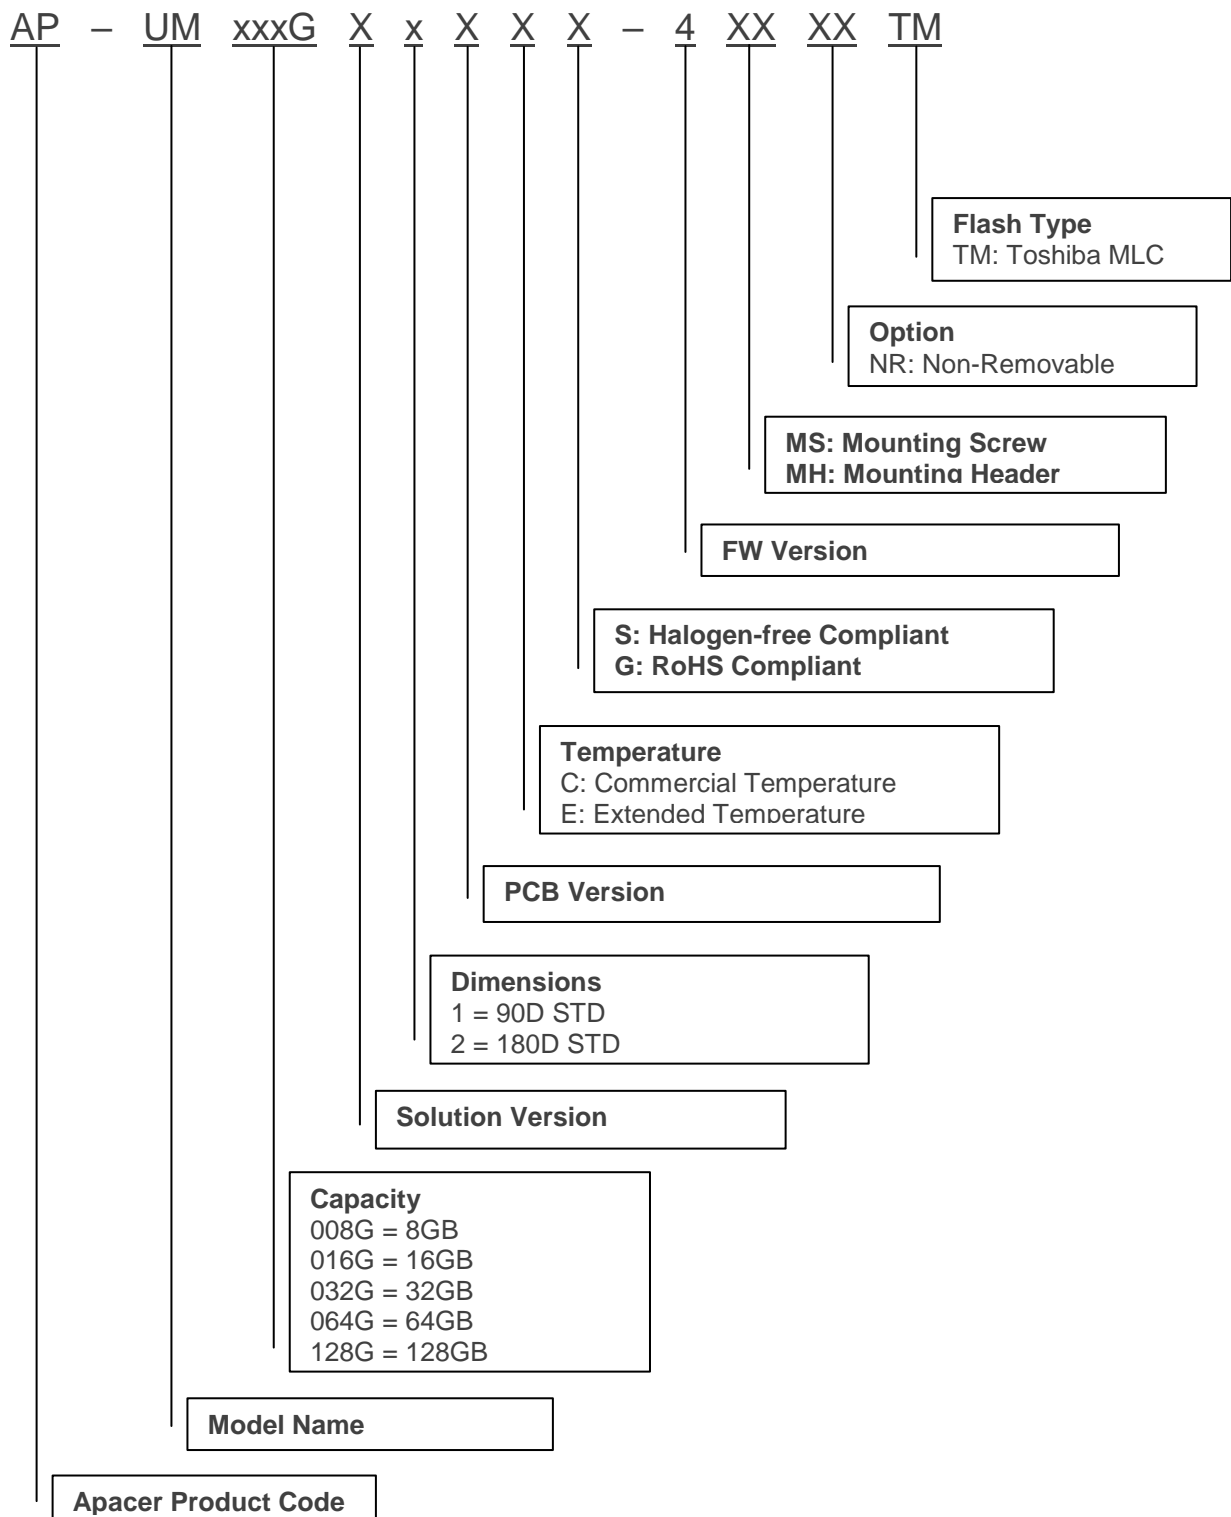 AP – UM xxxG X x X X X – 4 XX XX TM
Flash Type
TM: Toshiba MLC
Option
NR: Non-Removable
MS: Mounting Screw
MH: Mounting Header
FW Version
S: Halogen-free Compliant
G: RoHS Compliant
Temperature
C: Commercial Temperature
E: Extended Temperature
PCB Version
Dimensions
1 = 90D STD
2 = 180D STD
Solution Version
Capacity
008G = 8GB
016G = 16GB
032G = 32GB
064G = 64GB
128G = 128GB
Model Name
Apacer Product Code